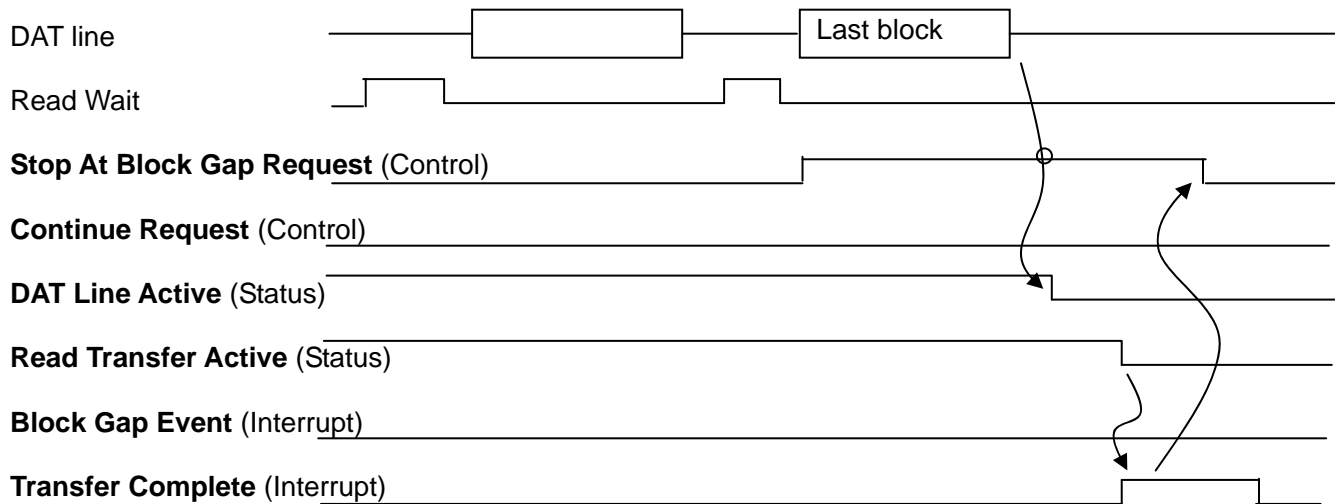 DAT line
Last block
Read Wait
Stop At Block Gap Request (Control)
Continue Request (Control)
DAT Line Active (Status)
Read Transfer Active (Status)
Block Gap Event (Interrupt)
Transfer Complete (Interrupt)